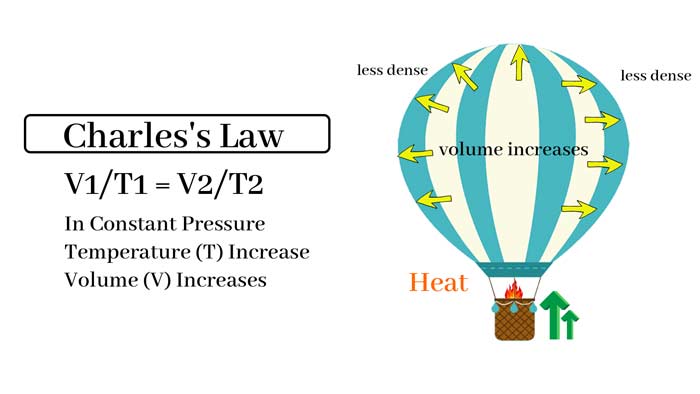 Charles's Law
V1/T1 = V2/T2
In Constant Pressure
Temperature (T) Increase
Volume (V) Increases
less dense
less dense
volume increases
Heat